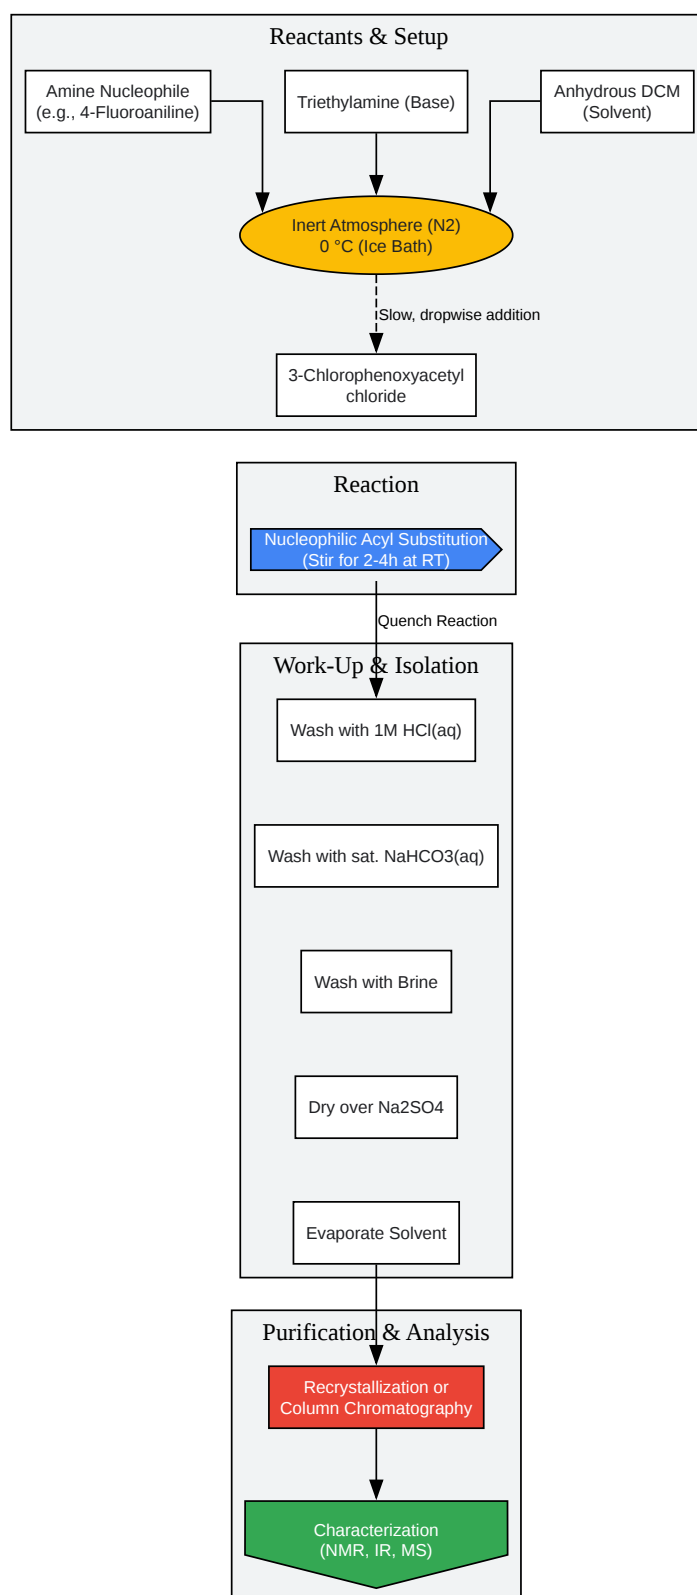 Reactants & Setup
Amine Nucleophile
(e.g., 4-Fluoroaniline)
Triethylamine (Base)
Anhydrous DCM
(Solvent)
Inert Atmosphere (N2)
0 °C (Ice Bath)
Slow, dropwise addition
3-Chlorophenoxyacetyl
chloride
Reaction
Nucleophilic Acyl Substitution
(Stir for 2-4h at RT)
Quench Reaction
Work-Up & Isolation
Wash with 1M HCl(aq)
Wash with sat. NaHCO3(aq)
Wash with Brine
Dry over Na2SO4
Evaporate Solvent
Purification & Analysis
Recrystallization or
Column Chromatography
Characterization
(NMR, IR, MS)